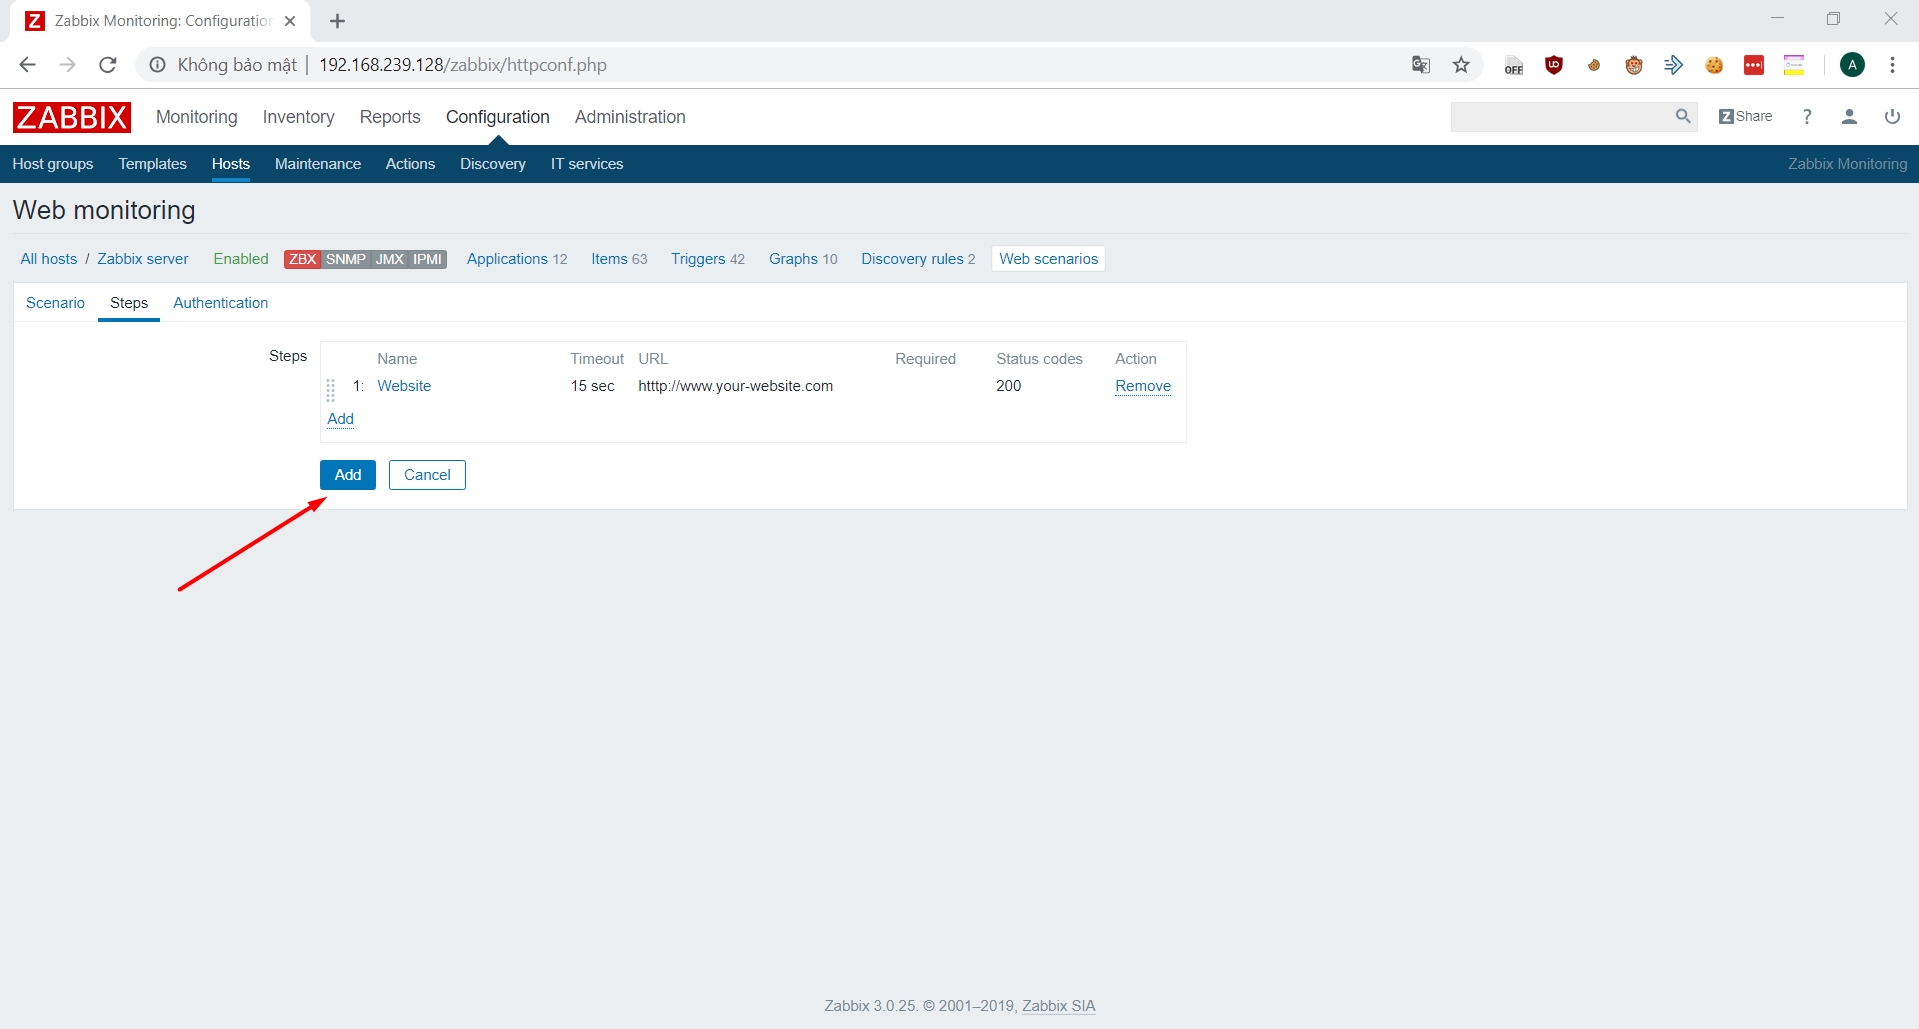 Z Zabbix Monitoring: Configuration
Không bảo mật | 192.168.239.128/zabbix/httpconf.php
OFF
A
ZABBIX Monitoring Inventory Reports Configuration Administration
Z Share ?
Host groups Templates Hosts Maintenance Actions Discovery IT services
Zabbix Monitoring
Web monitoring
All hosts / Zabbix server Enabled ZBX SNMP JMX IPMI Applications 12 Items 63 Triggers 42 Graphs 10 Discovery rules 2 Web scenarios
Scenario Steps Authentication
Steps Name Timeout URL Required Status codes Action
1: Website 15 sec htttp://www.your-website.com 200 Remove
Add
Add Cancel
Zabbix 3.0.25. © 2001–2019, Zabbix SIA